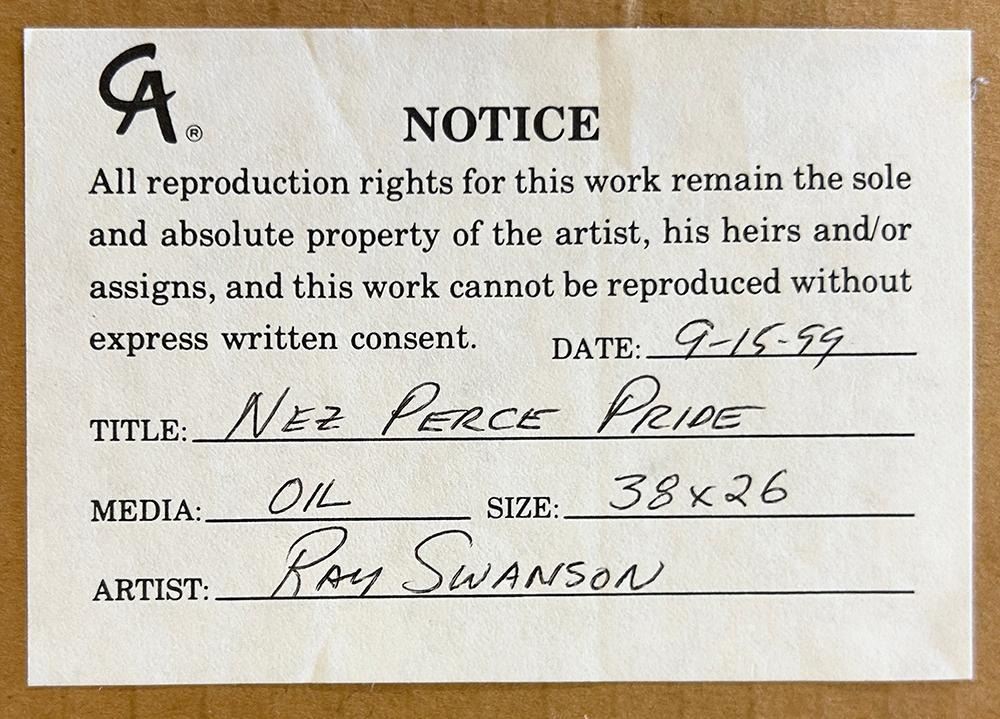 CA®
NOTICE
All reproduction rights for this work remain the sole
and absolute property of the artist, his heirs and/or
assigns, and this work cannot be reproduced without
express written consent. DATE: 9-15-99
TITLE: NEZ PERCE PRIDE
MEDIA: OIL SIZE: 38x26
ARTIST: RAY SWANSON